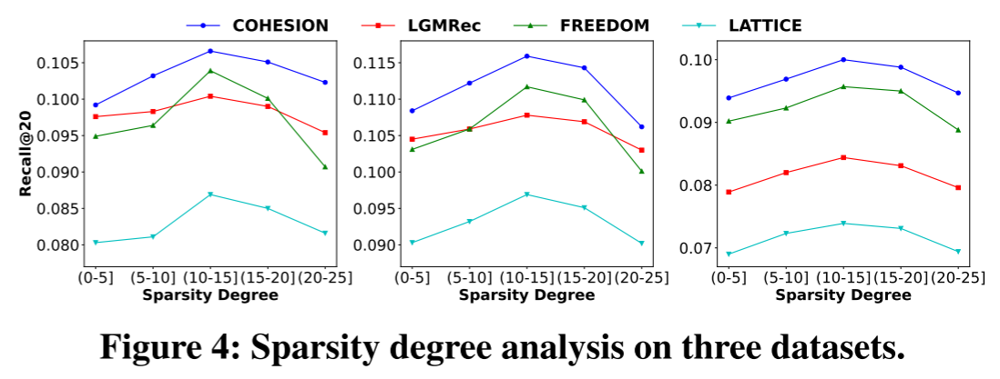 COHESION LGMRec FREEDOM LATTICE
Recall@20
0.105
0.100
0.095
0.090
0.085
0.080
(0-5] (5-10] (10-15] (15-20] (20-25]
Sparsity Degree
0.115
0.110
0.105
0.100
0.095
0.090
(0-5] (5-10] (10-15] (15-20] (20-25]
Sparsity Degree
0.10
0.09
0.08
0.07
(0-5] (5-10] (10-15] (15-20] (20-25]
Sparsity Degree
Figure 4: Sparsity degree analysis on three datasets.